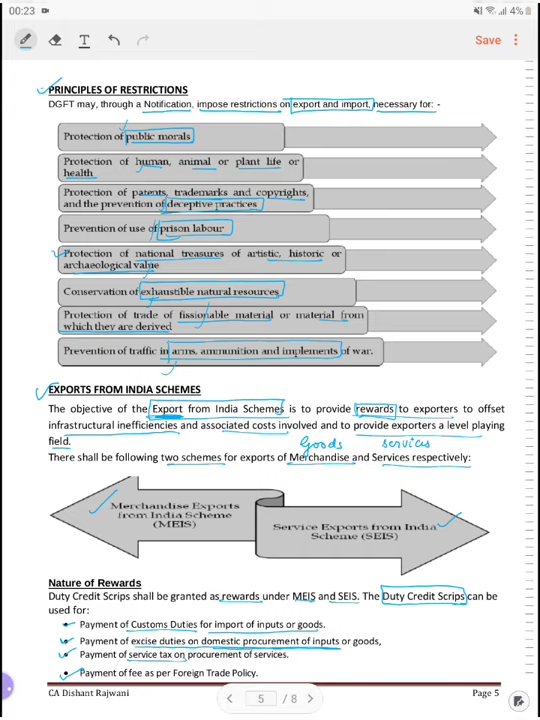 00:23
4%
Save
PRINCIPLES OF RESTRICTIONS
DGFT may, through a Notification, impose restrictions on export and import, necessary for: -
Protection of public morals
Protection of human, animal or plant life or
health
Protection of patents, trademarks and copyrights,
and the prevention of deceptive practices
Prevention of use of prison labour
Protection of national treasures of artistic, historic or
archaeological value
Conservation of exhaustible natural resources
Protection of trade of fissionable material or material from
which they are derived
Prevention of traffic in arms, ammunition and implements of war.
EXPORTS FROM INDIA SCHEMES
The objective of the Export from India Schemes is to provide rewards to exporters to offset
infrastructural inefficiencies and associated costs involved and to provide exporters a level playing
field.
Goods services
There shall be following two schemes for exports of Merchandise and Services respectively:
Merchandise Exports
from India Scheme
(MEIS)
Service Exports from India
Scheme (SEIS)
Nature of Rewards
Duty Credit Scrips shall be granted as rewards under MEIS and SEIS. The Duty Credit Scrips can be
used for:
• Payment of Customs Duties for import of inputs or goods.
• Payment of excise duties on domestic procurement of inputs or goods,
• Payment of service tax on procurement of services.
• Payment of fee as per Foreign Trade Policy.
CA Dishant Rajwani
< 5 / 8 >
Page 5